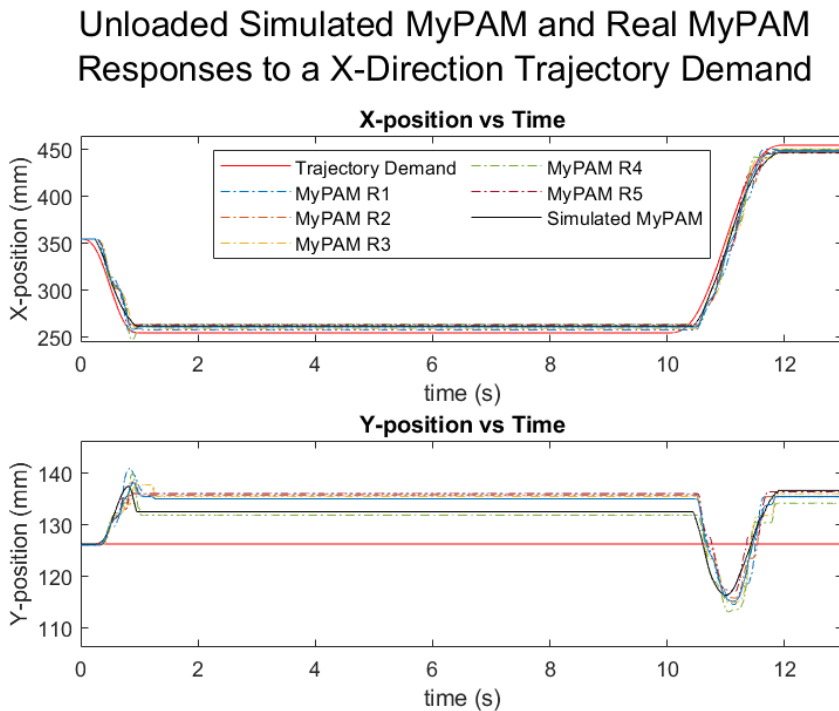 Unloaded Simulated MyPAM and Real MyPAM
Responses to a X-Direction Trajectory Demand
X-position vs Time
X-position (mm)
450
400
350
300
250
Trajectory Demand
MyPAM R1
MyPAM R2
MyPAM R3
MyPAM R4
MyPAM R5
Simulated MyPAM
0 2 4 6 8 10 12
time (s)
Y-position vs Time
Y-position (mm)
140
130
120
110
0 2 4 6 8 10 12
time (s)